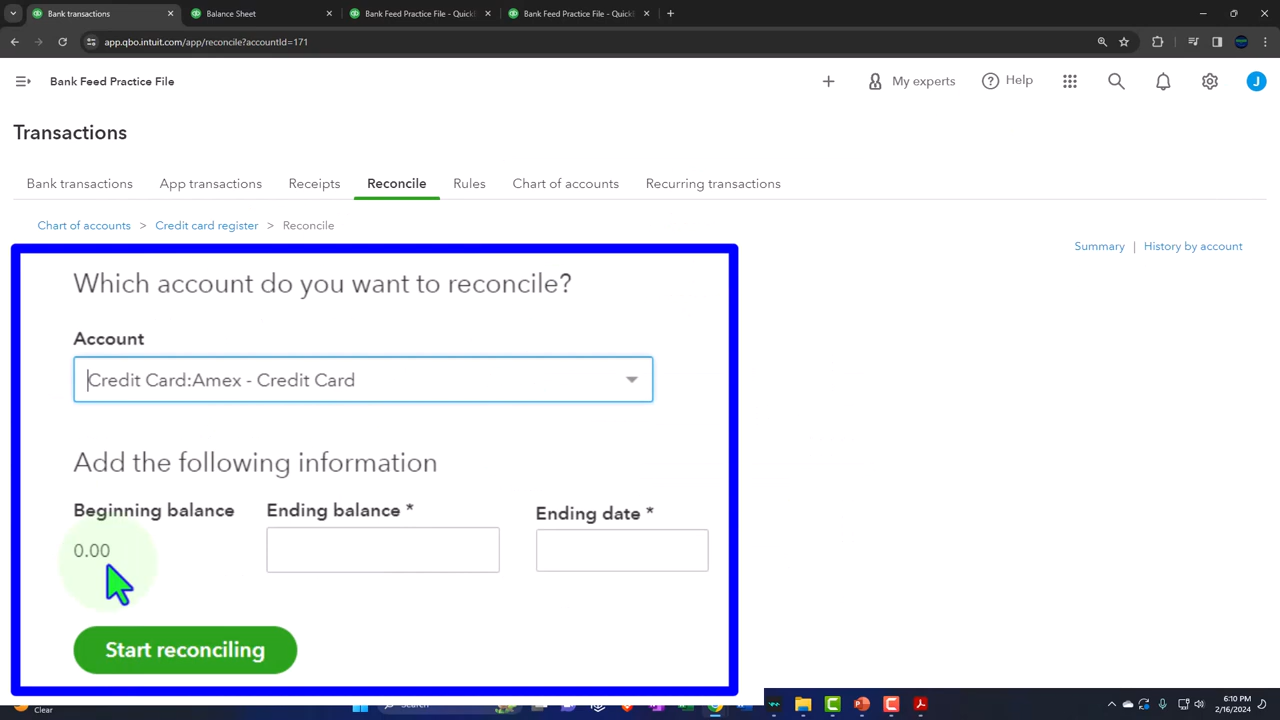 Bank transactions
Balance Sheet
Bank Feed Practice File - Quick
Bank Feed Practice File - Quick
app.qbo.intuit.com/app/reconcile?accountId=171
Bank Feed Practice File
My experts
Help
J
Transactions
Bank transactions
App transactions
Receipts
Reconcile
Rules
Chart of accounts
Recurring transactions
Chart of accounts > Credit card register > Reconcile
Summary | History by account
Which account do you want to reconcile?
Account
Credit Card:Amex - Credit Card
Add the following information
Beginning balance
Ending balance *
Ending date *
0.00
Start reconciling
Clear
Search
6:10 PM
2/16/2024